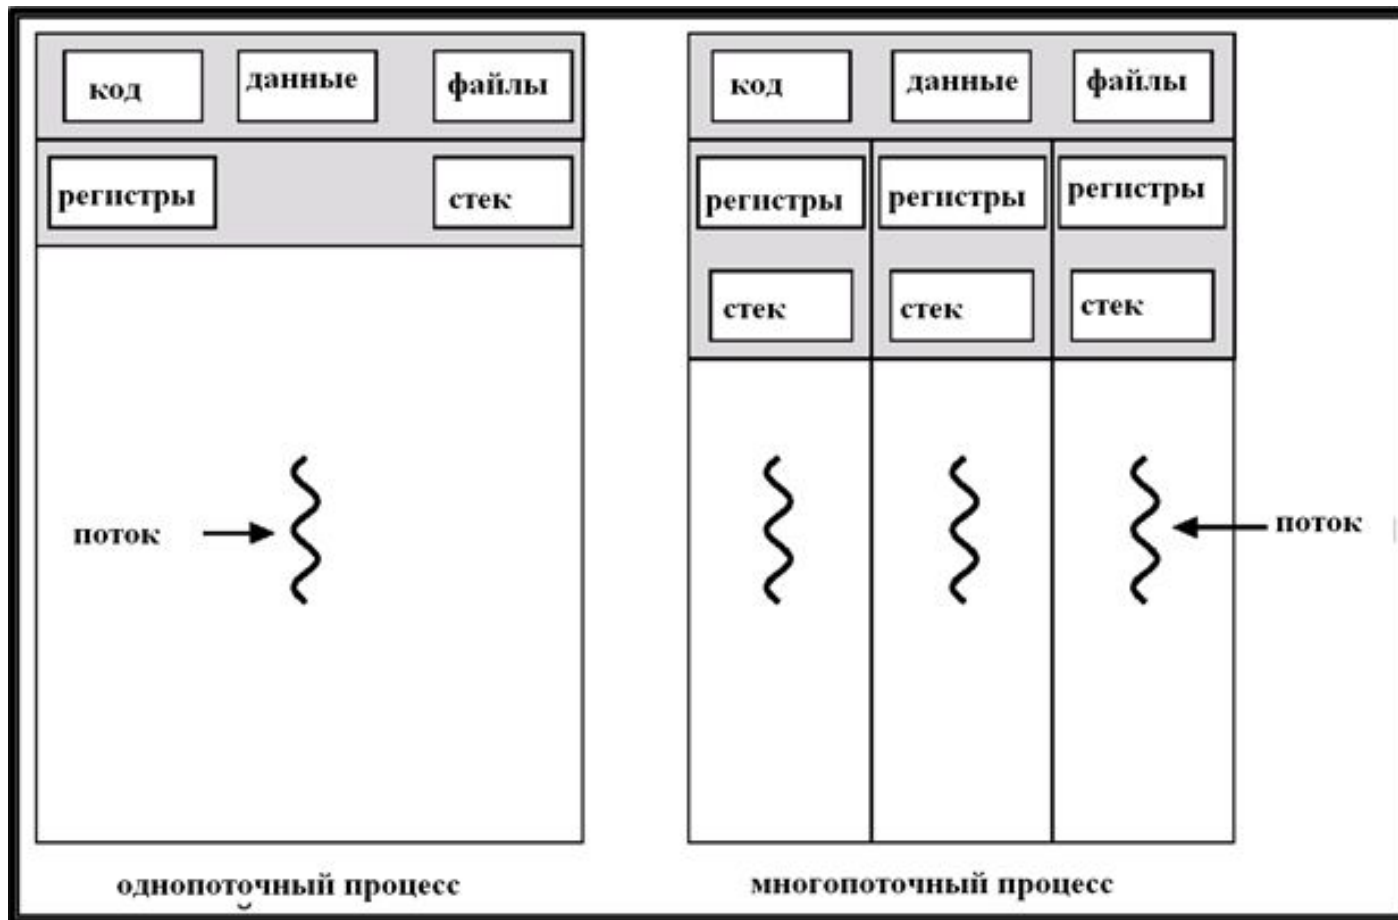 код данные файлы
регистры стек
поток
однопоточный процесс
код данные файлы
регистры регистры регистры
стек стек стек
поток
многопоточный процесс